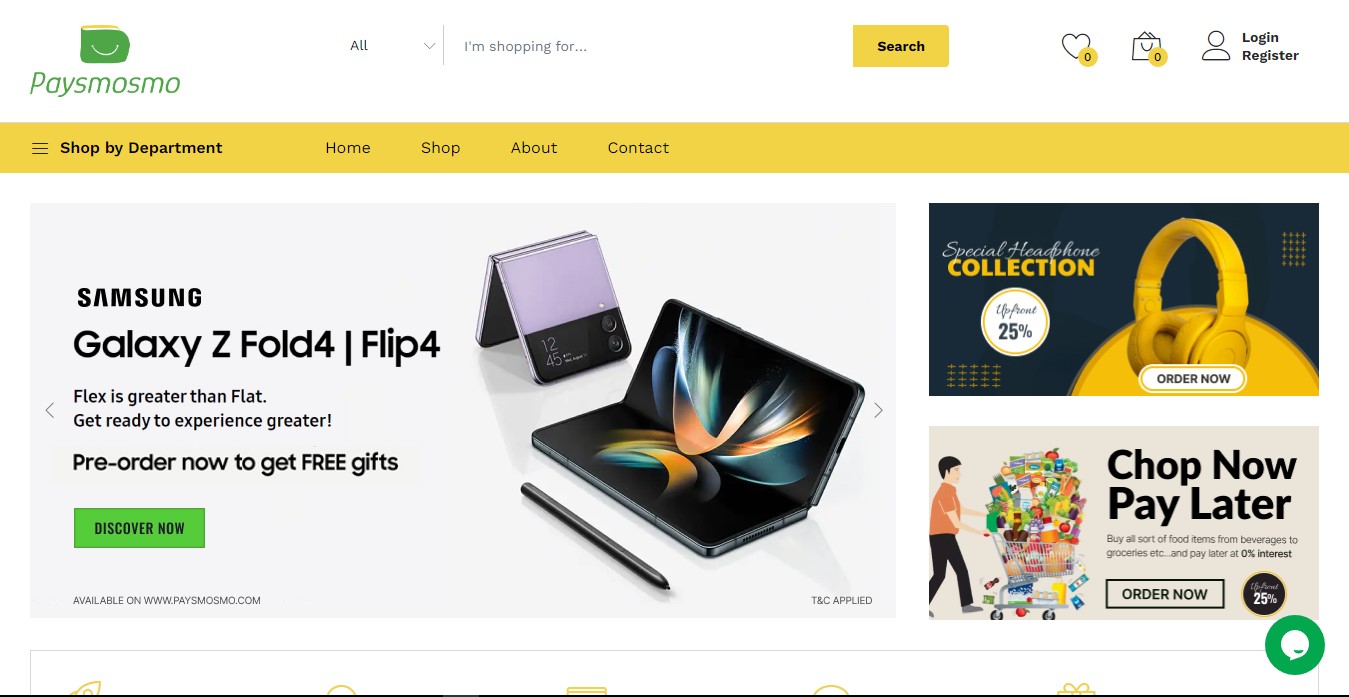 Paysmosmo
All
I'm shopping for...
Search
0
0
Login
Register
Shop by Department
Home
Shop
About
Contact
SAMSUNG
Galaxy Z Fold4 | Flip4
Flex is greater than Flat.
Get ready to experience greater!
Pre-order now to get FREE gifts
DISCOVER NOW
AVAILABLE ON WWW.PAYSMOSMO.COM
T&C APPLIED
12
45
Special Headphone
COLLECTION
Upfront
25%
ORDER NOW
Chop Now
Pay Later
Buy all sort of food items from beverages to
groceries etc...and pay later at 0% interest
ORDER NOW
Upfront
25%